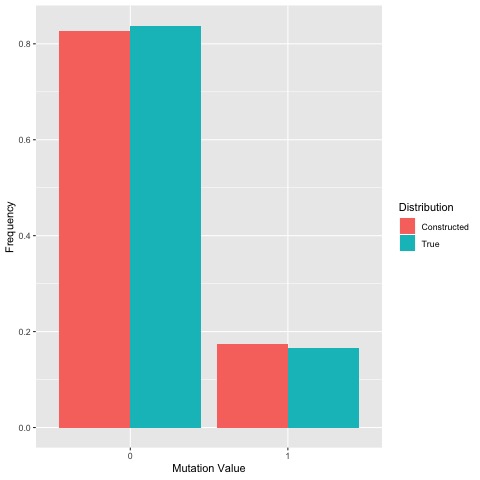 0.8
0.6
0.4
0.2
0.0
Frequency
0 1
Mutation Value
Distribution
Constructed
True